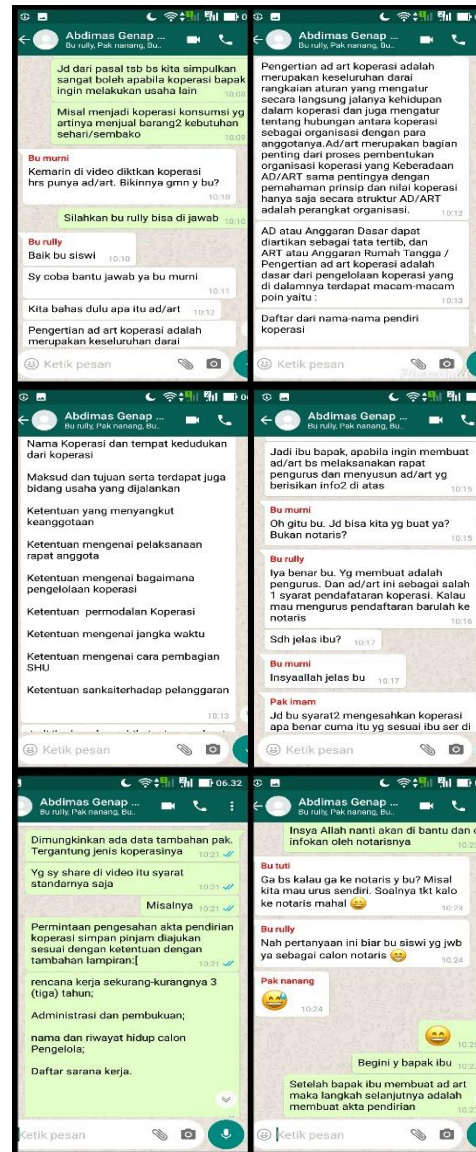 Abdimas Genap ...
Bu rully, Pak nanang, Bu..
Jd dari pasal tsb bs kita simpulkan
sangat boleh apabila koperasi bapak
ingin melakukan usaha lain
10:08
Misal menjadi koperasi konsumsi yg
artinya menjual barang2 kebutuhan
sehari/sembako
10:09
Bu murni
Kemarin di video diktkan koperasi
hrs punya ad/art. Bikinnya gmn y bu?
10:10
Silahkan bu rully bisa di jawab 10:10
Bu rully
Baik bu siswi 10:10
Sy coba bantu jawab ya bu murni
10:11
Kita bahas dulu apa itu ad/art 10:12
Pengertian ad art koperasi adalah
merupakan keseluruhan darai
Ketik pesan
Abdimas Genap ...
Bu rully, Pak nanang, Bu..
Pengertian ad art koperasi adalah
merupakan keseluruhan darai
rangkaian aturan yang mengatur
secara langsung jalanya kehidupan
dalam koperasi dan juga mengatur
tentang hubungan antara koperasi
sebagai organisasi dengan para
anggotanya.Ad/art merupakan bagian
penting dari proses pembentukan
organisasi koperasi yang Keberadaan
AD/ART sama pentingya dengan
pemahaman prinsip dan nilai koperasi
hanya saja secara struktur AD/ART
adalah perangkat organisasi.
10:12
AD atau Anggaran Dasar dapat
diartikan sebagai tata tertib, dan
ART atau Anggaran Rumah Tangga /
Pengertian ad art koperasi adalah
dasar dari pengelolaan koperasi yang
di dalamnya terdapat macam-macam
poin yaitu :
10:13
Daftar dari nama-nama pendiri
koperasi
Ketik pesan
Abdimas Genap ...
Bu rully, Pak nanang, Bu..
Nama Koperasi dan tempat kedudukan
dari koperasi
Maksud dan tujuan serta terdapat juga
bidang usaha yang dijalankan
Ketentuan yang menyangkut
keanggotaan
Ketentuan mengenai pelaksanaan
rapat anggota
Ketentuan mengenai bagaimana
pengelolaan koperasi
Ketentuan permodalan Koperasi
Ketentuan mengenai jangka waktu
Ketentuan mengenai cara pembagian
SHU
Ketentuan sanksiterhadap pelanggaran
10:13
Ketik pesan
Abdimas Genap ...
Bu rully, Pak nanang, Bu..
Jadi ibu bapak, apabila ingin membuat
ad/art bs melaksanakan rapat
pengurus dan menyusun ad/art yg
berisikan info2 di atas
10:15
Bu murni
Oh gitu bu. Jd bisa kita yg buat ya?
Bukan notaris?
10:15
Bu rully
Iya benar bu. Yg membuat adalah
pengurus. Dan ad/art ini sebagai salah
1 syarat pendafataran koperasi. Kalau
mau mengurus pendaftaran barulah ke
notaris
10:16
Sdh jelas ibu? 10:17
Bu murni
Insyaallah jelas bu 10:17
Pak imam
Jd bu syarat2 mengesahkan koperasi
apa benar cuma itu yg sesuai ibu ser di
Ketik pesan
06.32
Abdimas Genap ...
Bu rully, Pak nanang, Bu..
Dimungkinkan ada data tambahan pak.
Tergantung jenis koperasinya 10:21
Yg sy share di video itu syarat
standarnya saja
10:21
Misalnya 10:21
Permintaan pengesahan akta pendirian
koperasi simpan pinjam diajukan
sesuai dengan ketentuan dengan
tambahan lampiran;[
10:21
rencana kerja sekurang-kurangnya 3
(tiga) tahun;
Administrasi dan pembukuan;
nama dan riwayat hidup calon
Pengelola;
Daftar sarana kerja.
Ketik pesan
Abdimas Genap ...
Bu rully, Pak nanang, Bu..
Insya Allah nanti akan di bantu dan
infokan oleh notarisnya
Bu tuti
Ga bs kalau ga ke notaris y bu? Misal
kita mau urus sendiri. Soalnya tkt kalo
ke notaris mahal 😄
10:23
Bu rully
Nah pertanyaan ini biar bu siswi yg jwb
ya sebagai calon notaris 😁
10:24
Pak nanang
😅
10:24
😄
Begini y bapak ibu
Setelah bapak ibu membuat ad art
maka langkah selanjutnya adalah
membuat akta pendirian
Ketik pesan